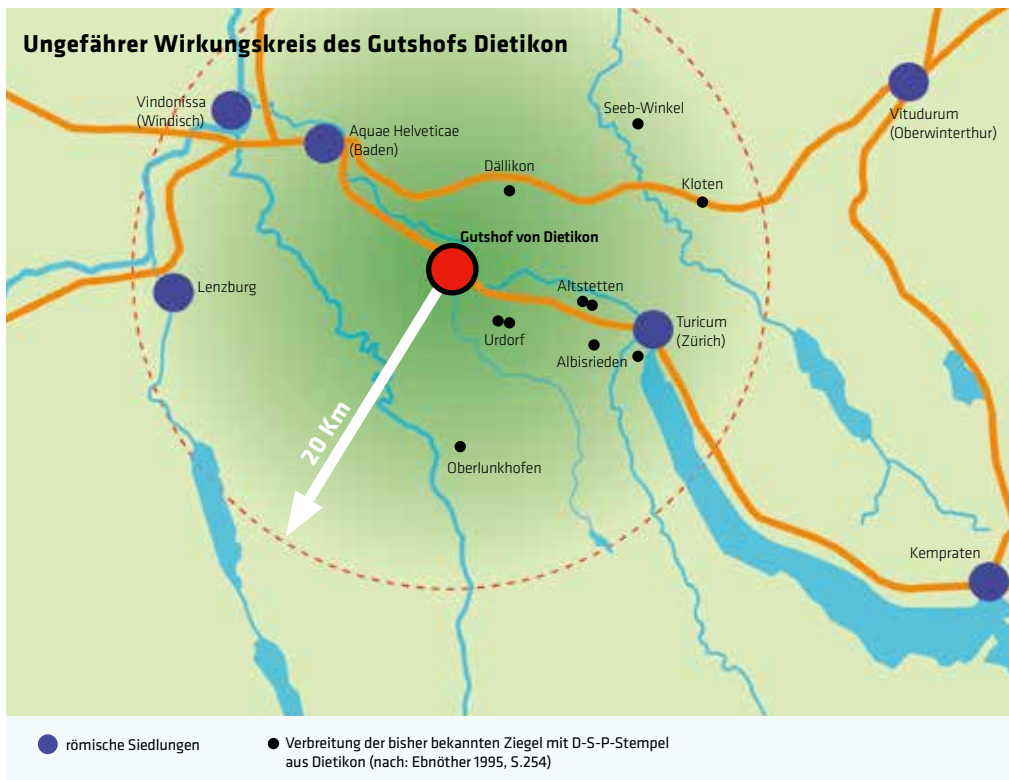 Ungefährer Wirkungskreis des Gutshofs Dietikon
Vindonissa
(Windisch)
Aquae Helveticae
(Baden)
Seeb-Winkel
Vitudurum
(Oberwinterthur)
Dällikon
Kloten
Gutshof von Dietikon
Lenzburg
Altstetten
Urdorf
Turicum
(Zürich)
Albisrieden
20 Km
Oberlunkhofen
Kempraten
römische Siedlungen
Verbreitung der bisher bekannten Ziegel mit D-S-P-Stempel
aus Dietikon (nach: Ebnöther 1995, S.254)